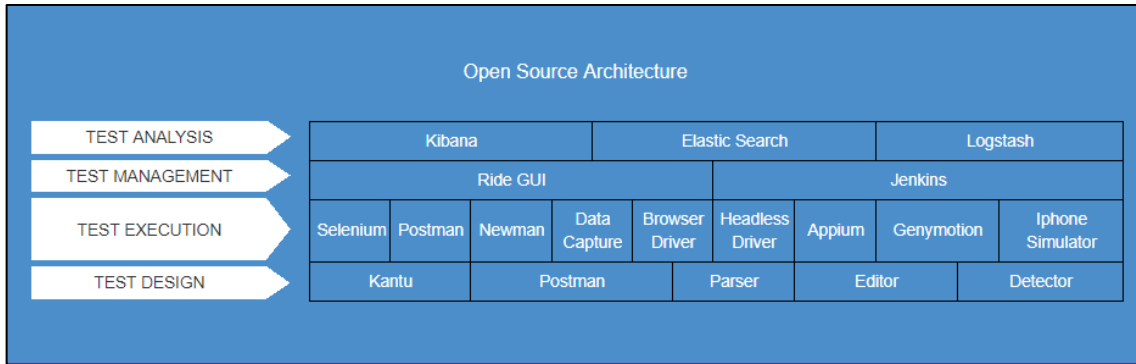 Open Source Architecture
TEST ANALYSIS
Kibana
Elastic Search
Logstash
TEST MANAGEMENT
Ride GUI
Jenkins
TEST EXECUTION
Selenium
Postman
Newman
Data
Capture
Browser
Driver
Headless
Driver
Appium
Genymotion
Iphone
Simulator
TEST DESIGN
Kantu
Postman
Parser
Editor
Detector